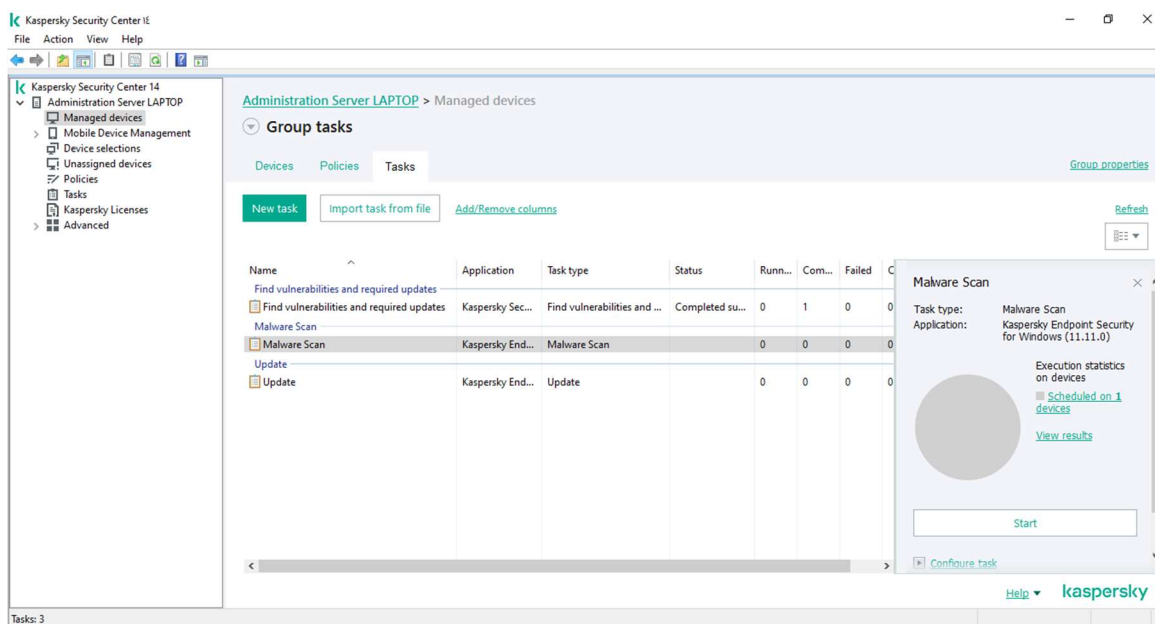 Kaspersky Security Center 14
File Action View Help
Kaspersky Security Center 14
Administration Server LAPTOP
Managed devices
Mobile Device Management
Device selections
Unassigned devices
Policies
Tasks
Kaspersky Licenses
Advanced
Administration Server LAPTOP > Managed devices
Group tasks
Devices Policies Tasks
Group properties
New task Import task from file Add/Remove columns
Refresh
Name Application Task type Status Runn... Com... Failed C
Find vulnerabilities and required updates
Find vulnerabilities and required updates Kaspersky Sec... Find vulnerabilities and ... Completed su... 0 1 0 0
Malware Scan
Malware Scan Kaspersky End... Malware Scan 0 0 0 0
Update
Update Kaspersky End... Update 0 0 0 0
Malware Scan
Task type: Malware Scan
Application: Kaspersky Endpoint Security
for Windows (11.11.0)
Execution statistics
on devices
Scheduled on 1
devices
View results
Start
Configure task
Help
kaspersky
Tasks: 3